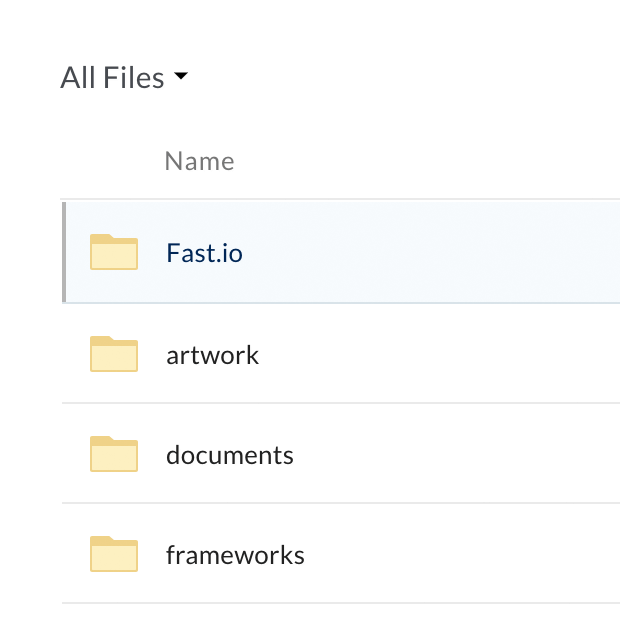 All Files
Name
Fast.io
artwork
documents
frameworks